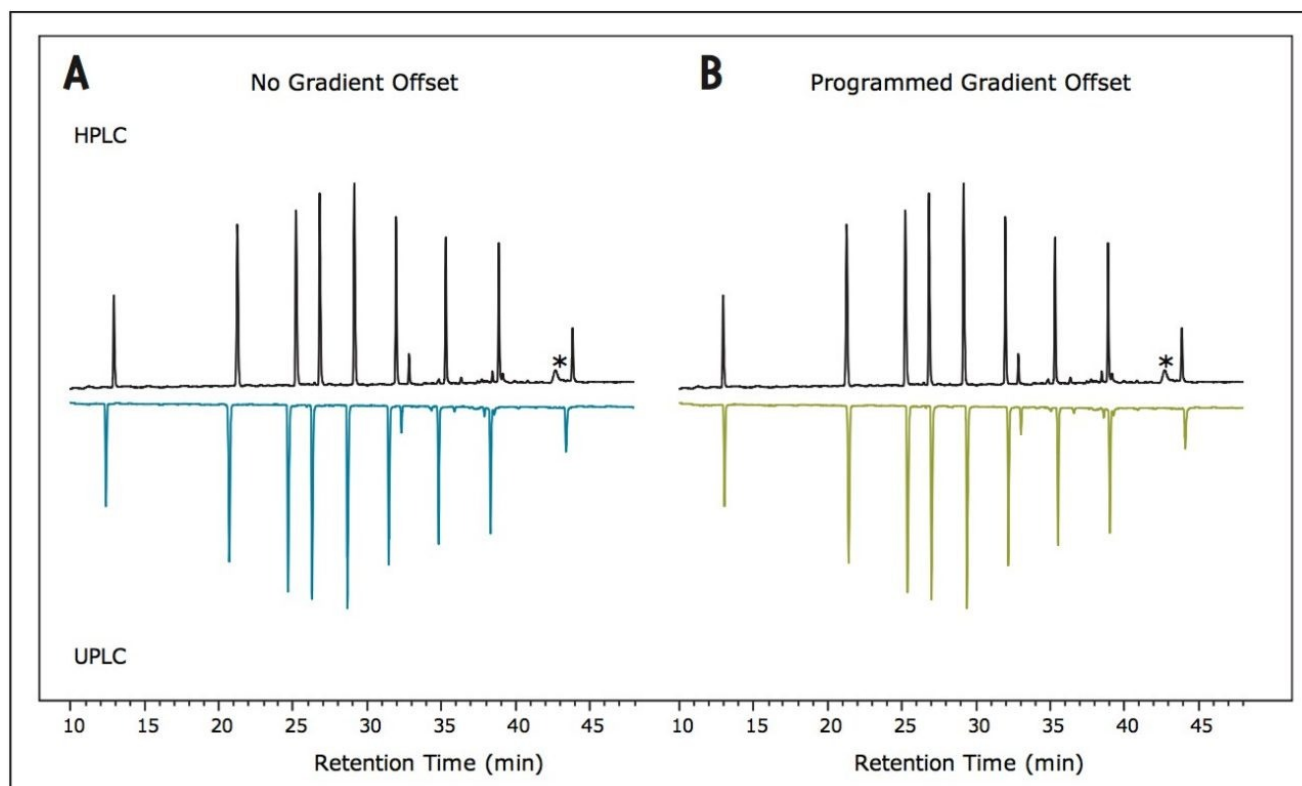 A
No Gradient Offset
HPLC
*
UPLC
10 15 20 25 30 35 40 45
Retention Time (min)
B
Programmed Gradient Offset
*
10 15 20 25 30 35 40 45
Retention Time (min)